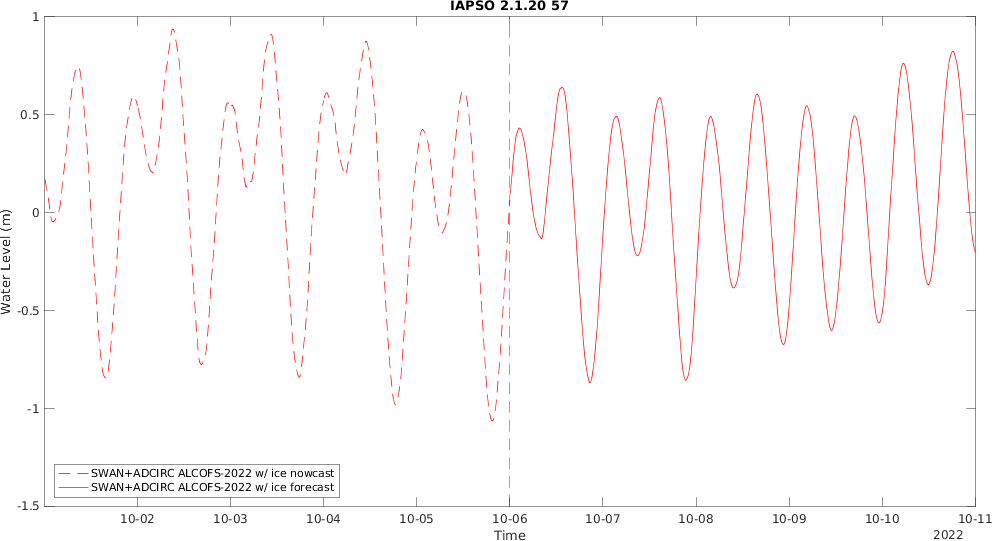 IAPSO 2.1.20 57
1
0.5
0
-0.5
-1
-1.5
Water Level (m)
SWAN+ADCIRC ALCOFS-2022 w/ ice nowcast
SWAN+ADCIRC ALCOFS-2022 w/ ice forecast
10-02 10-03 10-04 10-05 10-06 10-07 10-08 10-09 10-10 10-11
Time
2022